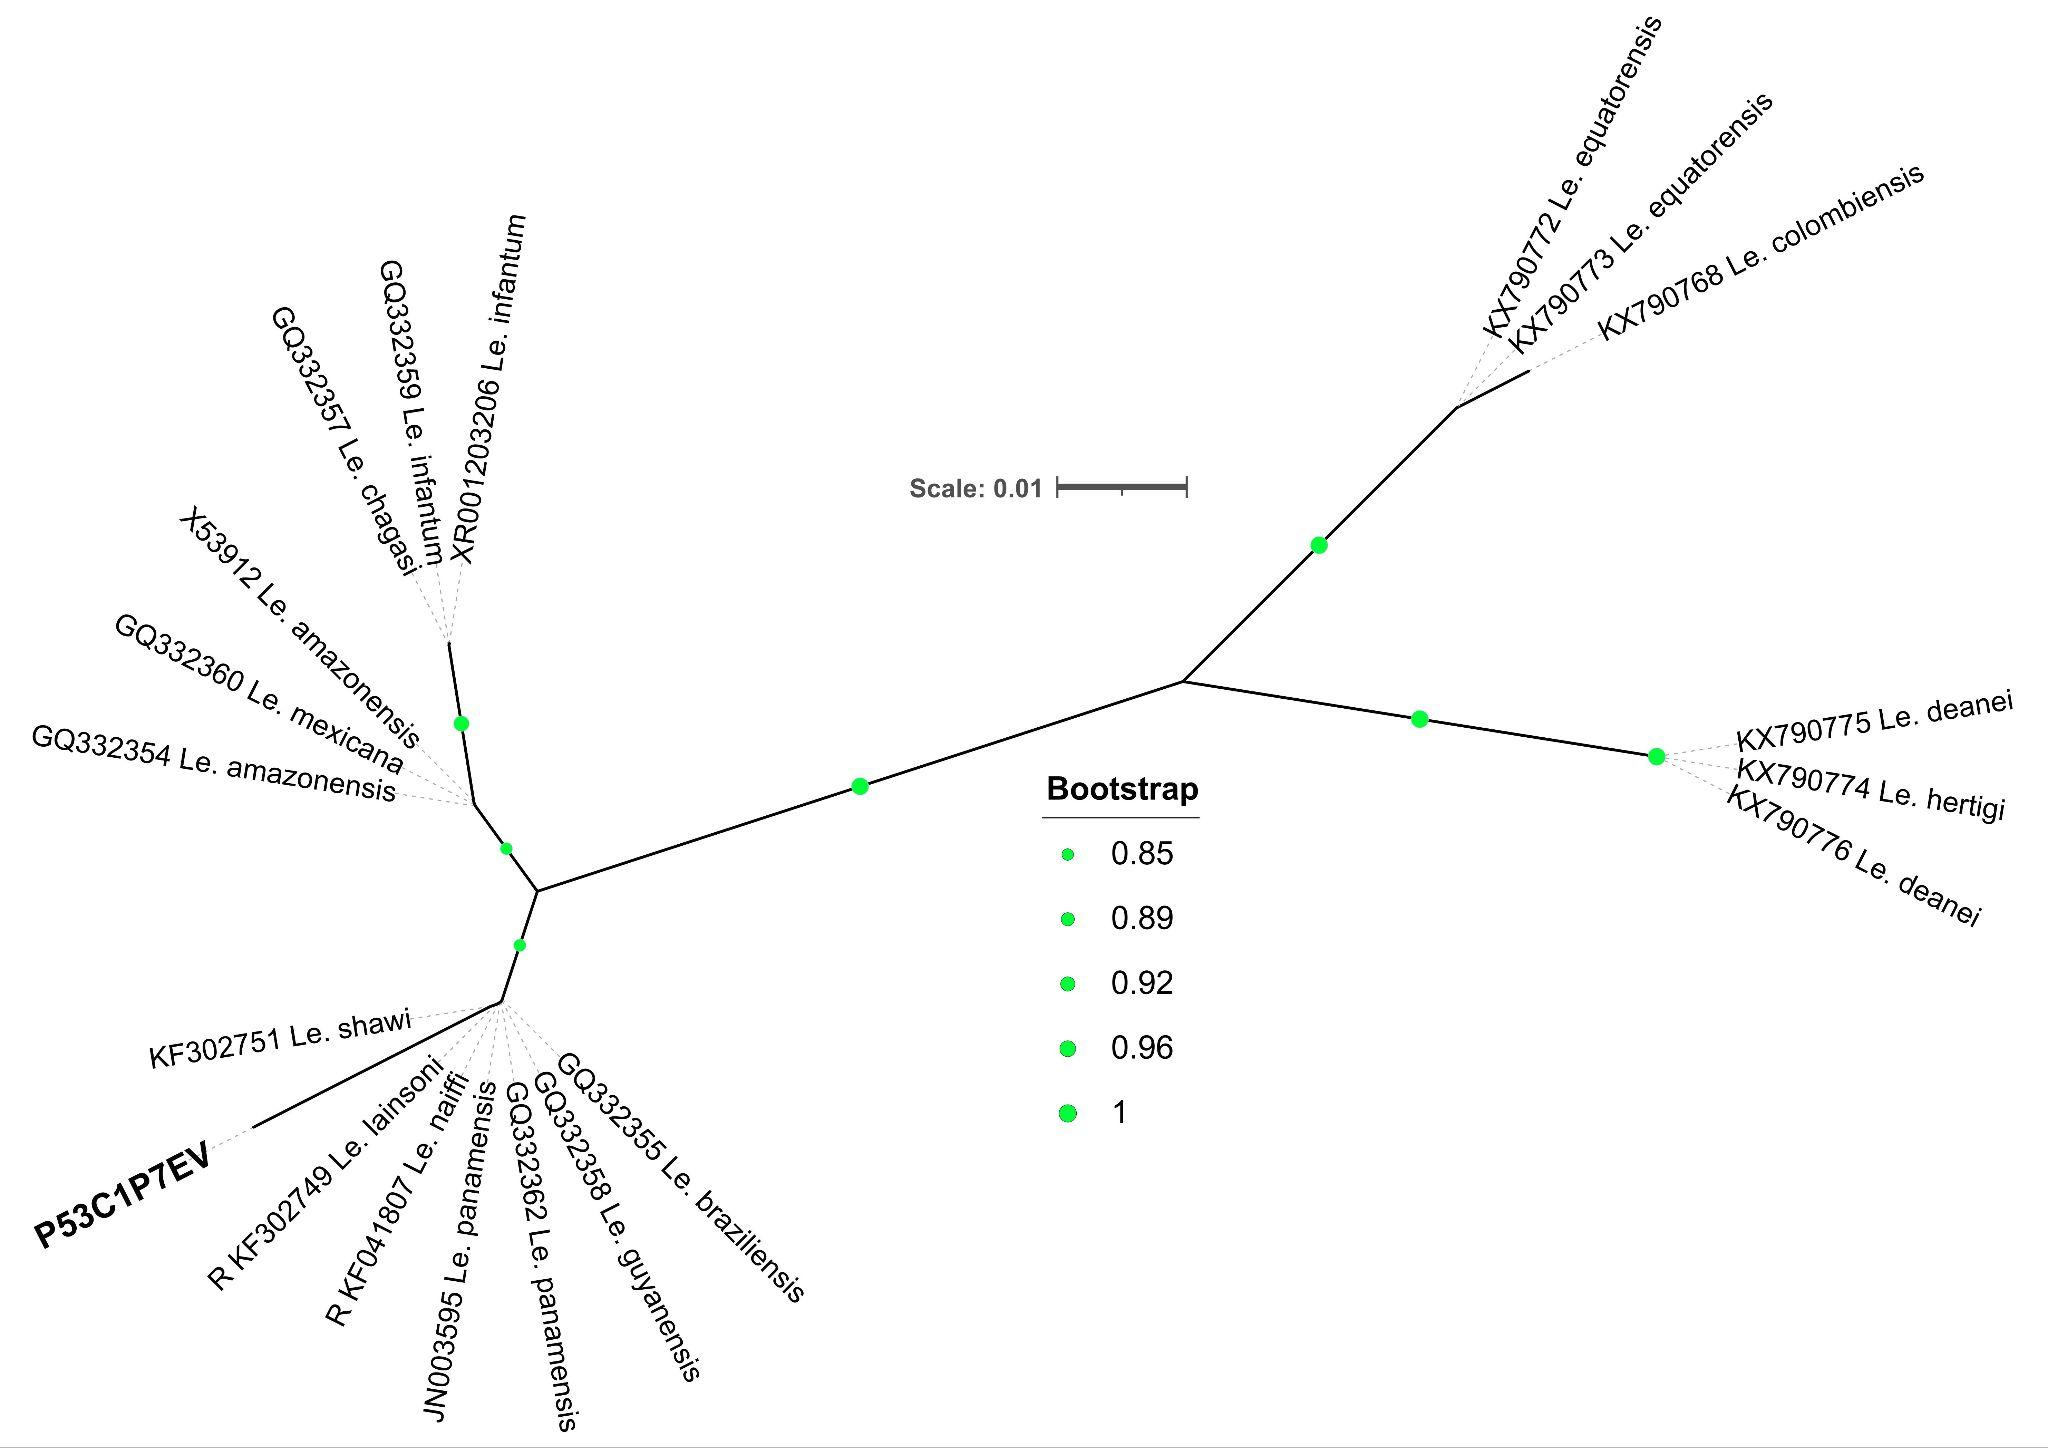 KX790772 Le. equatorensis
KX790773 Le. equatorensis
KX790768 Le. colombiensis
XR001203206 Le. infantum
GQ332359 Le. infantum
GQ332357 Le. chagasi
X53912 Le. amazonensis
GQ332360 Le. mexicana
GQ332354 Le. amazonensis
Scale: 0.01
KX790775 Le. deanei
KX790774 Le. hertigi
KX790776 Le. deanei
Bootstrap
0.85
0.89
0.92
0.96
1
KF302751 Le. shawi
P53C1P7EV
R KF302749 Le. lainsoni
R KF041807 Le. naiffi
JN003595 Le. panamensis
GQ332362 Le. panamensis
GQ332358 Le. guyanensis
GQ332355 Le. braziliensis